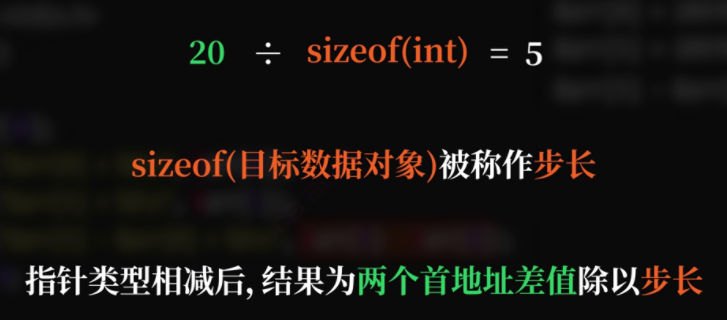 20 ÷ sizeof(int) = 5
sizeof(目标数据对象)被称作步长
指针类型相减后, 结果为两个首地址差值除以步长